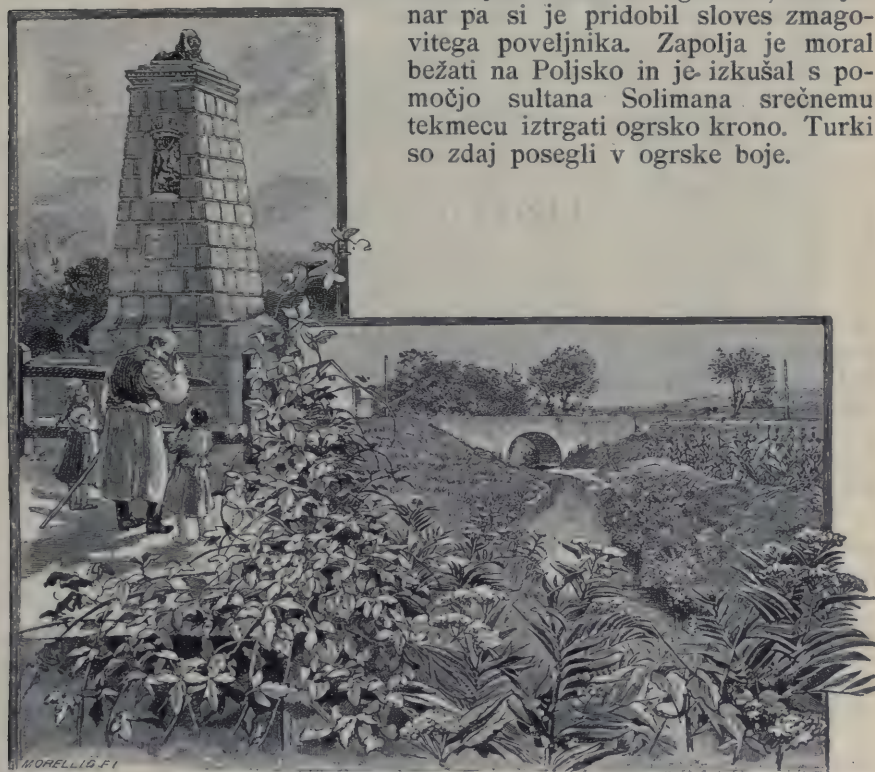 nar pa si je pridobil sloves zmago-
vitega poveljnika. Zapolja je moral
bežati na Poljsko in je izkušal s po-
močjo sultana Solimana srečnemu
tekmecu iztrgati ogrsko krono. Turki
so zdaj posegli v ogrske boje.